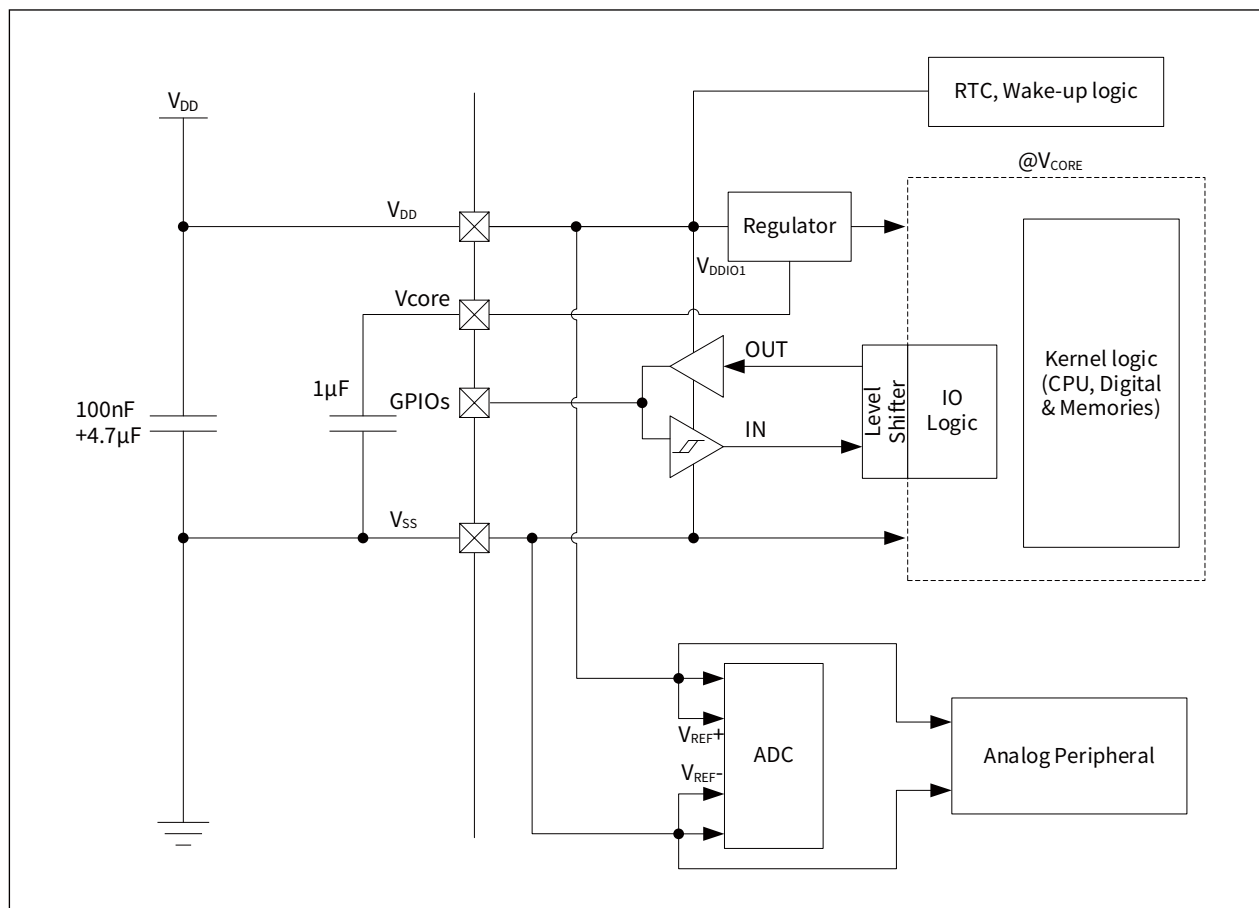 RTC, Wake-up logic
VDD
@VCORE
VDD
Regulator
VDDIO1
Vcore
OUT
1µF
GPIOs
100nF
+4.7µF
Level
Shifter
IO
Logic
Kernel logic
(CPU, Digital
& Memories)
IN
VSS
VREF+
ADC
VREF-
Analog Peripheral